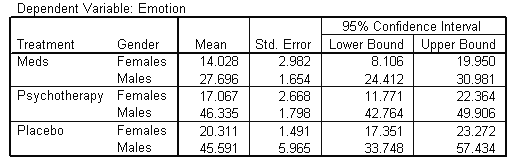 Dependent Variable: Emotion
95% Confidence Interval
Treatment Gender Mean Std. Error Lower Bound Upper Bound
Meds Females 14.028 2.982 8.106 19.950
Males 27.696 1.654 24.412 30.981
Psychotherapy Females 17.067 2.668 11.771 22.364
Males 46.335 1.798 42.764 49.906
Placebo Females 20.311 1.491 17.351 23.272
Males 45.591 5.965 33.748 57.434